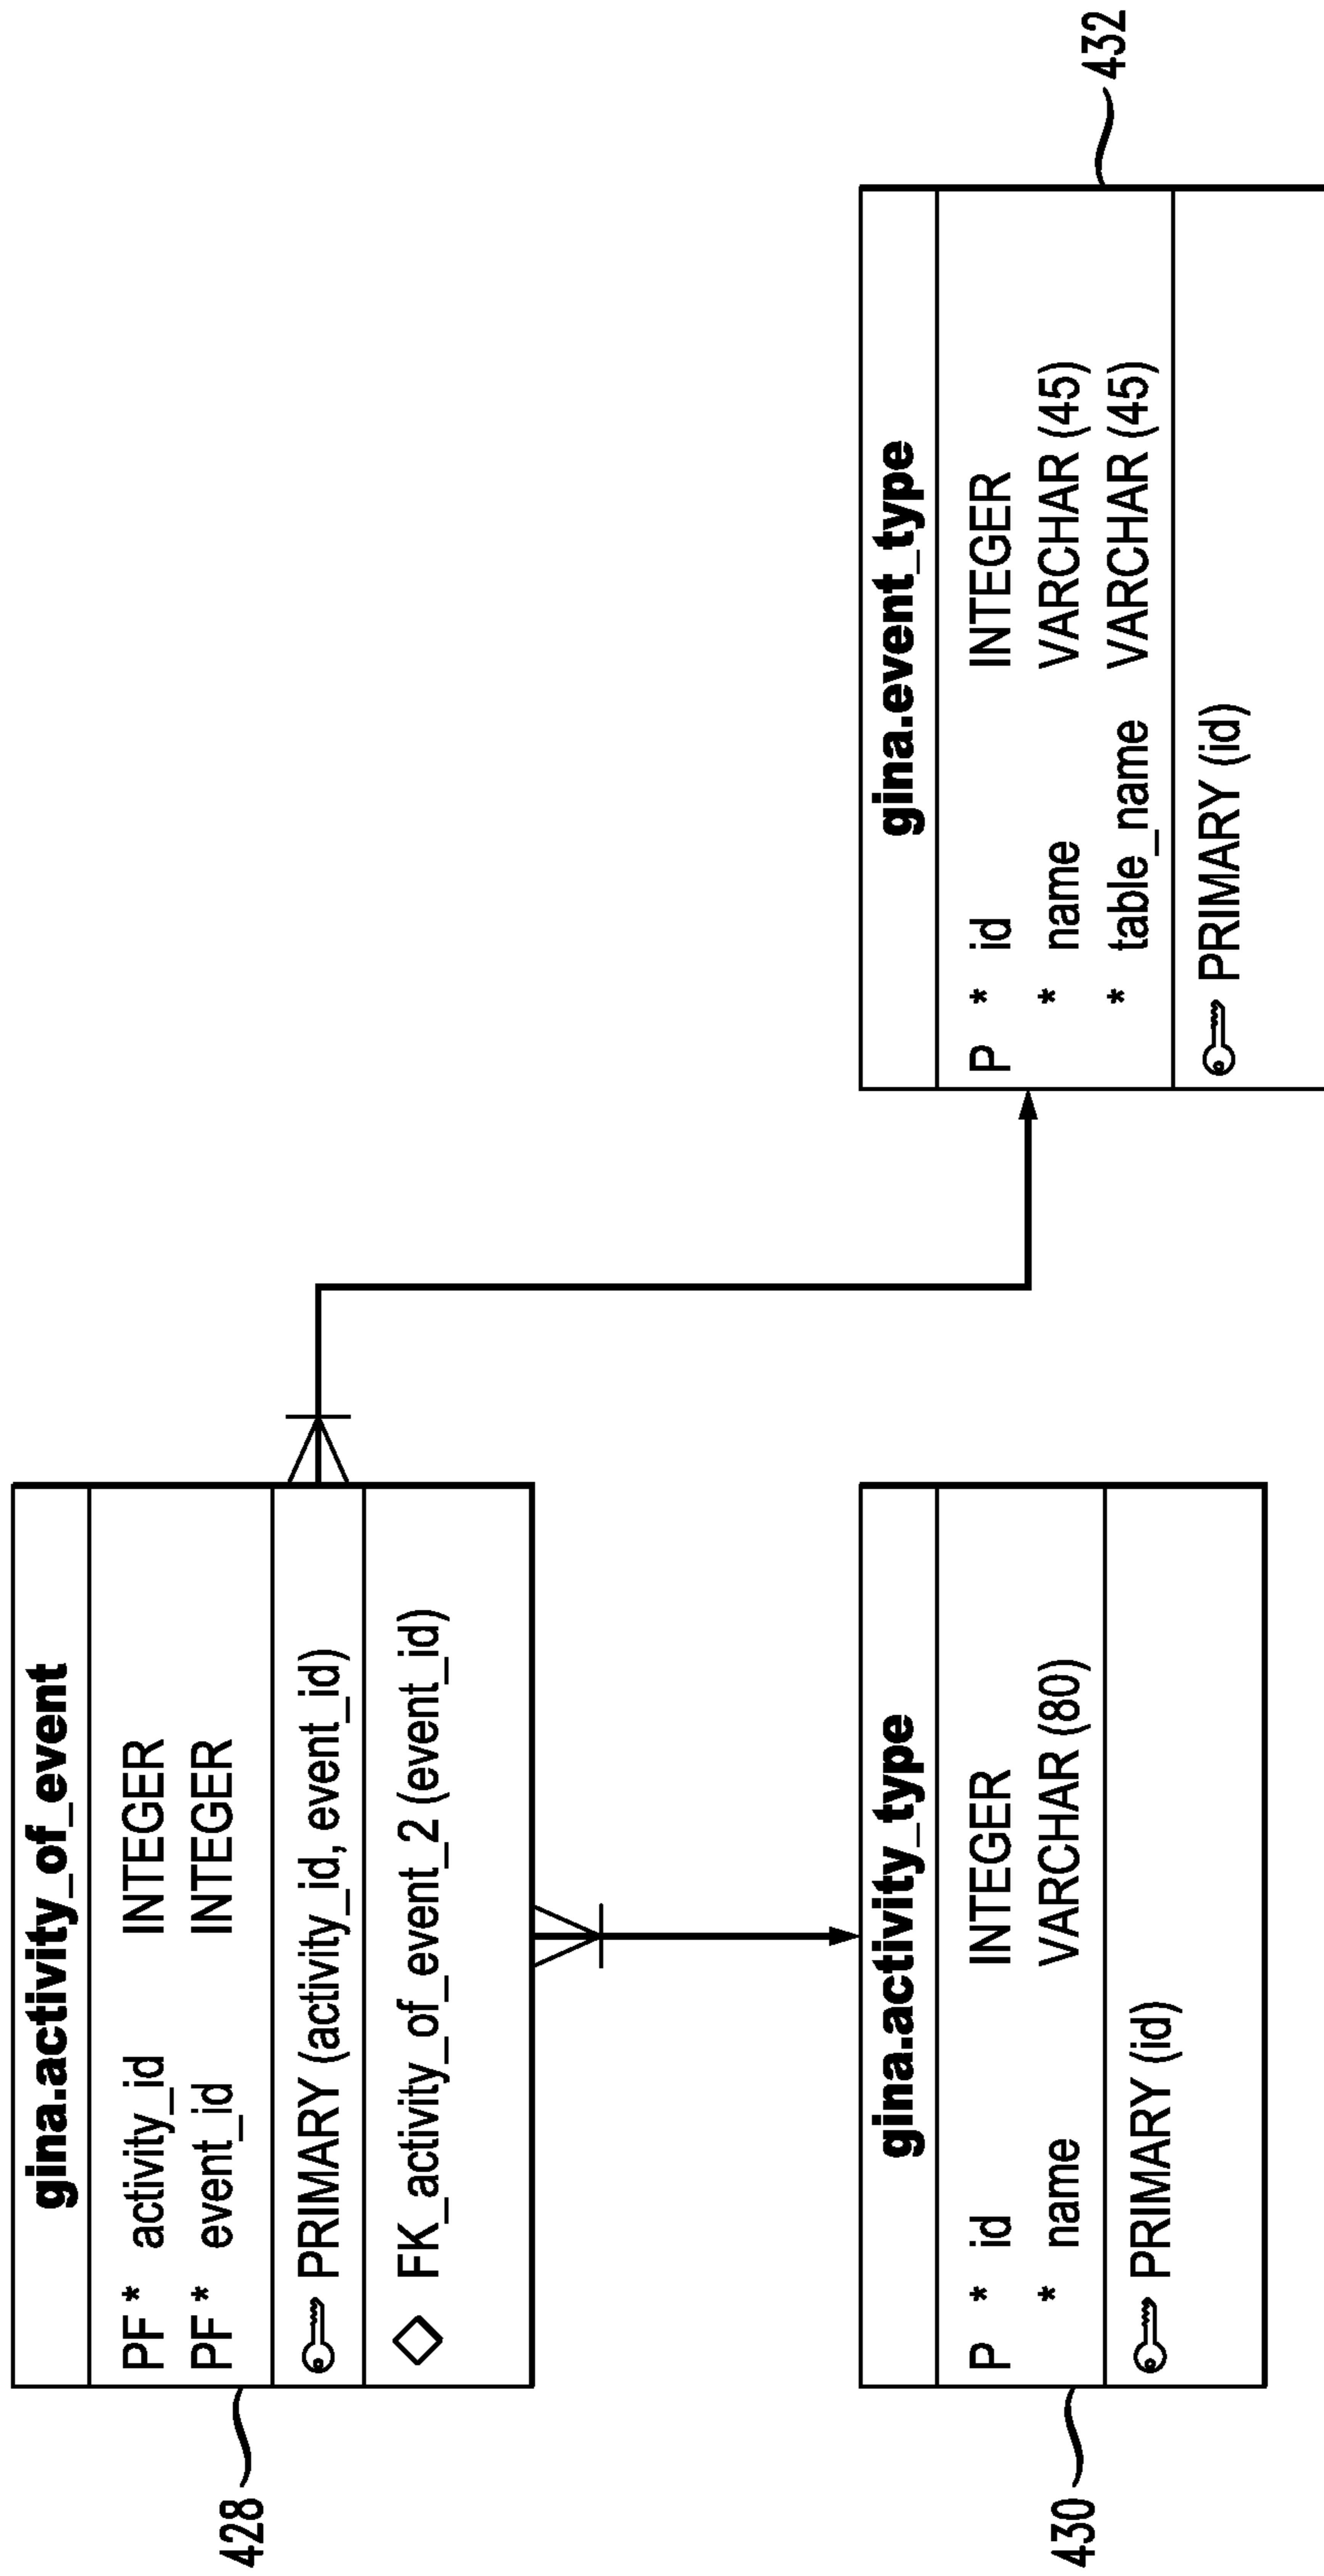 gina.activity_of_event
PF * activity_id INTEGER
PF * event_id INTEGER
PRIMARY (activity_id, event_id)
FK_activity_of_event_2 (event_id)
428
gina.activity_type
P * id INTEGER
* name VARCHAR (80)
PRIMARY (id)
430
gina.event_type
P * id INTEGER
* name VARCHAR (45)
* table_name VARCHAR (45)
PRIMARY (id)
432